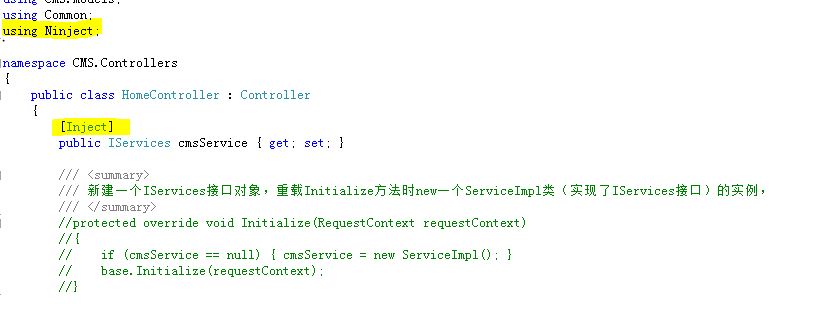 using Common;
using Ninject;
namespace CMS.Controllers
{
public class HomeController : Controller
{
[Inject]
public IServices cmsService { get; set; }
/// <summary>
/// 新建一个IServices接口对象，重载Initialize方法时new一个ServiceImpl类（实现了IServices接口）的实例，
/// </summary>
//protected override void Initialize(RequestContext requestContext)
//{
//    if (cmsService == null) { cmsService = new ServiceImpl(); }
//    base.Initialize(requestContext);
//}